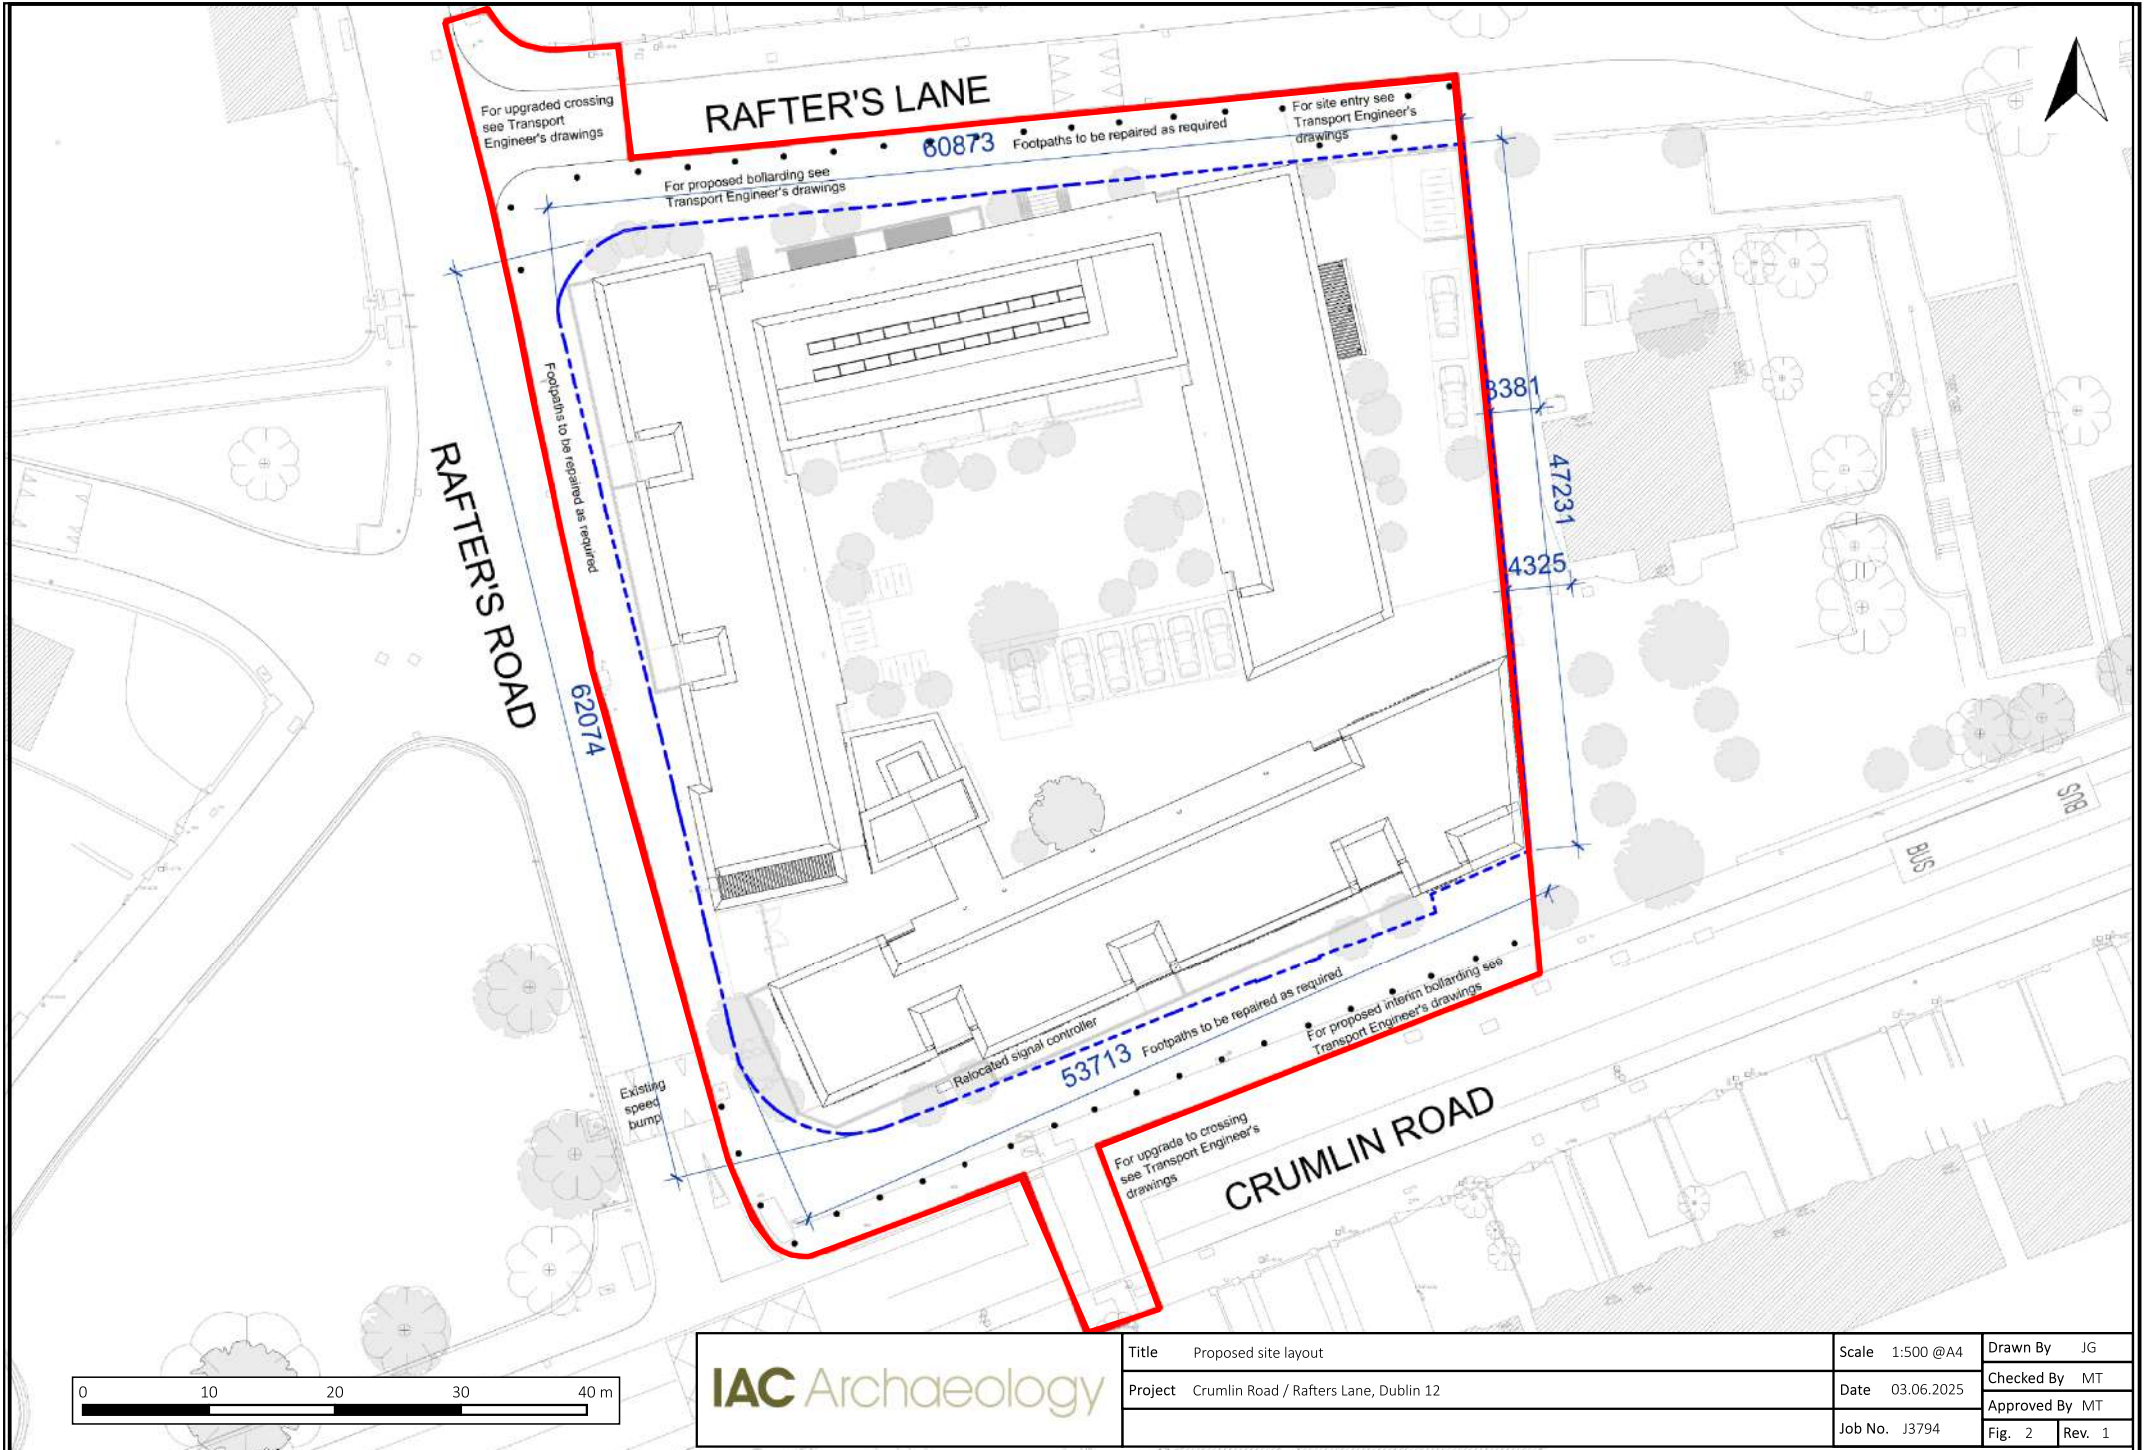 For upgraded crossing
see Transport
Engineer's drawings
RAFTER'S LANE
60873
Footpaths to be repaired as required
For site entry see
Transport Engineer's
drawings
For proposed bollarding see
Transport Engineer's drawings
Footpaths to be repaired as required
RAFTER'S ROAD
62074
3381
47231
4325
BUS
BUS
Existing
speed
bump
Relocated signal controller
53713
Footpaths to be repaired as required
For proposed interim bollarding see
Transport Engineer's drawings
For upgrade to crossing
see Transport Engineer's
drawings
CRUMLIN ROAD
0 10 20 30 40 m
IAC Archaeology
Title Proposed site layout
Project Crumlin Road / Rafters Lane, Dublin 12
Scale 1:500 @A4
Date 03.06.2025
Job No. J3794
Drawn By JG
Checked By MT
Approved By MT
Fig. 2 Rev. 1